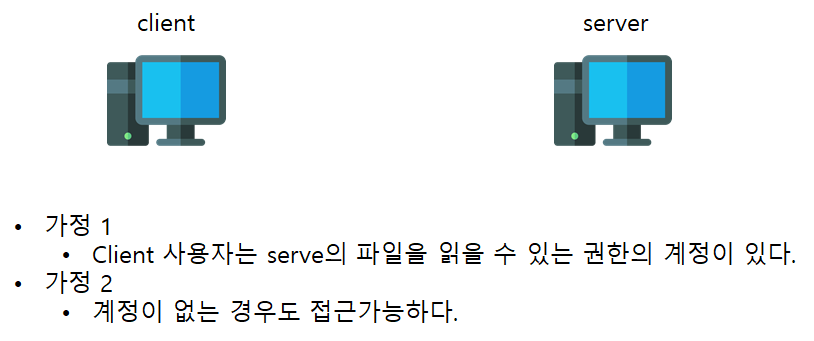 client
server
• 가정 1
• Client 사용자는 serve의 파일을 읽을 수 있는 권한의 계정이 있다.
• 가정 2
• 계정이 없는 경우도 접근가능하다.